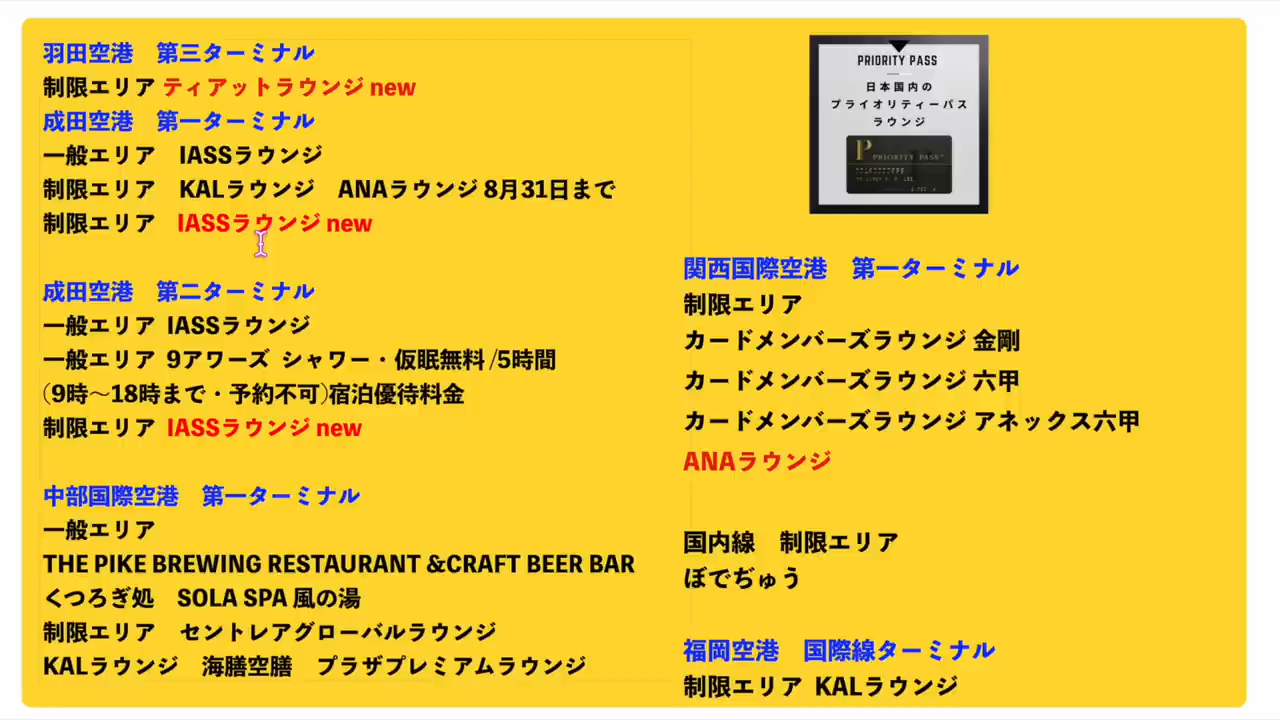 羽田空港　第三ターミナル
制限エリア ティアットラウンジ new
成田空港　第一ターミナル
一般エリア　IASSラウンジ
制限エリア　KALラウンジ　ANAラウンジ 8月31日まで
制限エリア　IASSラウンジ new
成田空港　第二ターミナル
一般エリア IASSラウンジ
一般エリア 9アワーズ シャワー・仮眠無料 /5時間
(9時〜18時まで・予約不可)宿泊優待料金
制限エリア IASSラウンジ new
中部国際空港　第一ターミナル
一般エリア
THE PIKE BREWING RESTAURANT &CRAFT BEER BAR
くつろぎ処　SOLA SPA 風の湯
制限エリア　セントレアグローバルラウンジ
KALラウンジ　海膳空膳　プラザプレミアムラウンジ
PRIORITY PASS
日本国内の
プライオリティーパス
ラウンジ
PRIORITY PASS
関西国際空港　第一ターミナル
制限エリア
カードメンバーズラウンジ 金剛
カードメンバーズラウンジ 六甲
カードメンバーズラウンジ アネックス六甲
ANAラウンジ
国内線　制限エリア
ぼでぢゅう
福岡空港　国際線ターミナル
制限エリア KALラウンジ